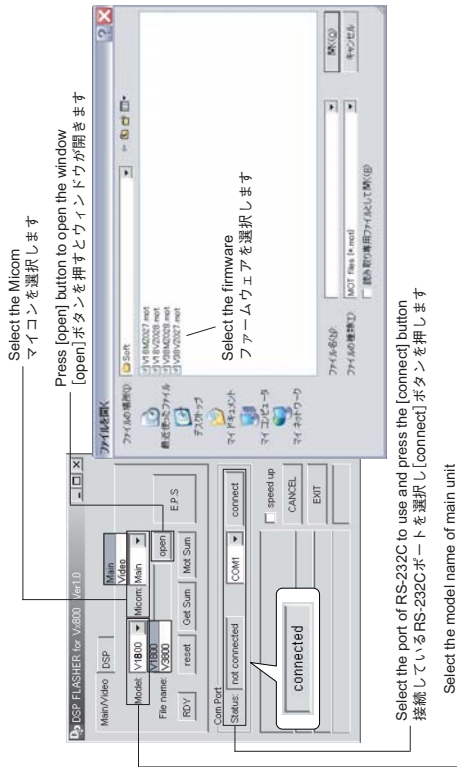 Select the Micom
マイコンを選択します
Press [open] button to open the window
[open]ボタンを押すとウィンドウが開きます
DSP FLASHER for Vx800 Ver1.0
Main/Video DSP
Main
Video
Model: V1800 Micom: Main
V1800
V3800
File name: open
RDY reset Get Sum Mot Sum E.P.S
Com Port
Status: not connected COM1 connect
connected
speed up
CANCEL
EXIT
ファイルを開く
ファイルの場所(I): Soft
最近使ったファイル
デスクトップ
マイ ドキュメント
マイ コンピュータ
マイ ネットワーク
V18MZ027.mot
V18VZ028.mot
V38MZ028.mot
V38VZ027.mot
Select the firmware
ファームウェアを選択します
ファイル名(N): 開く(O)
ファイルの種類(T): MOT files (*.mot) キャンセル
読み取り専用ファイルとして開く(R)
Select the port of RS-232C to use and press the [connect] button
接続しているRS-232Cポートを選択し[connect]ボタンを押します
Select the model name of main unit